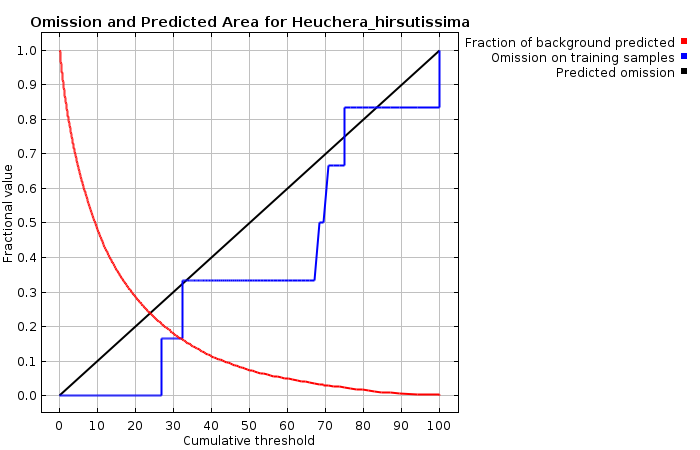 Omission and Predicted Area for Heuchera_hirsutissima
Fraction of background predicted
Omission on training samples
Predicted omission
Fractional value
1.0
0.9
0.8
0.7
0.6
0.5
0.4
0.3
0.2
0.1
0.0
0 10 20 30 40 50 60 70 80 90 100
Cumulative threshold